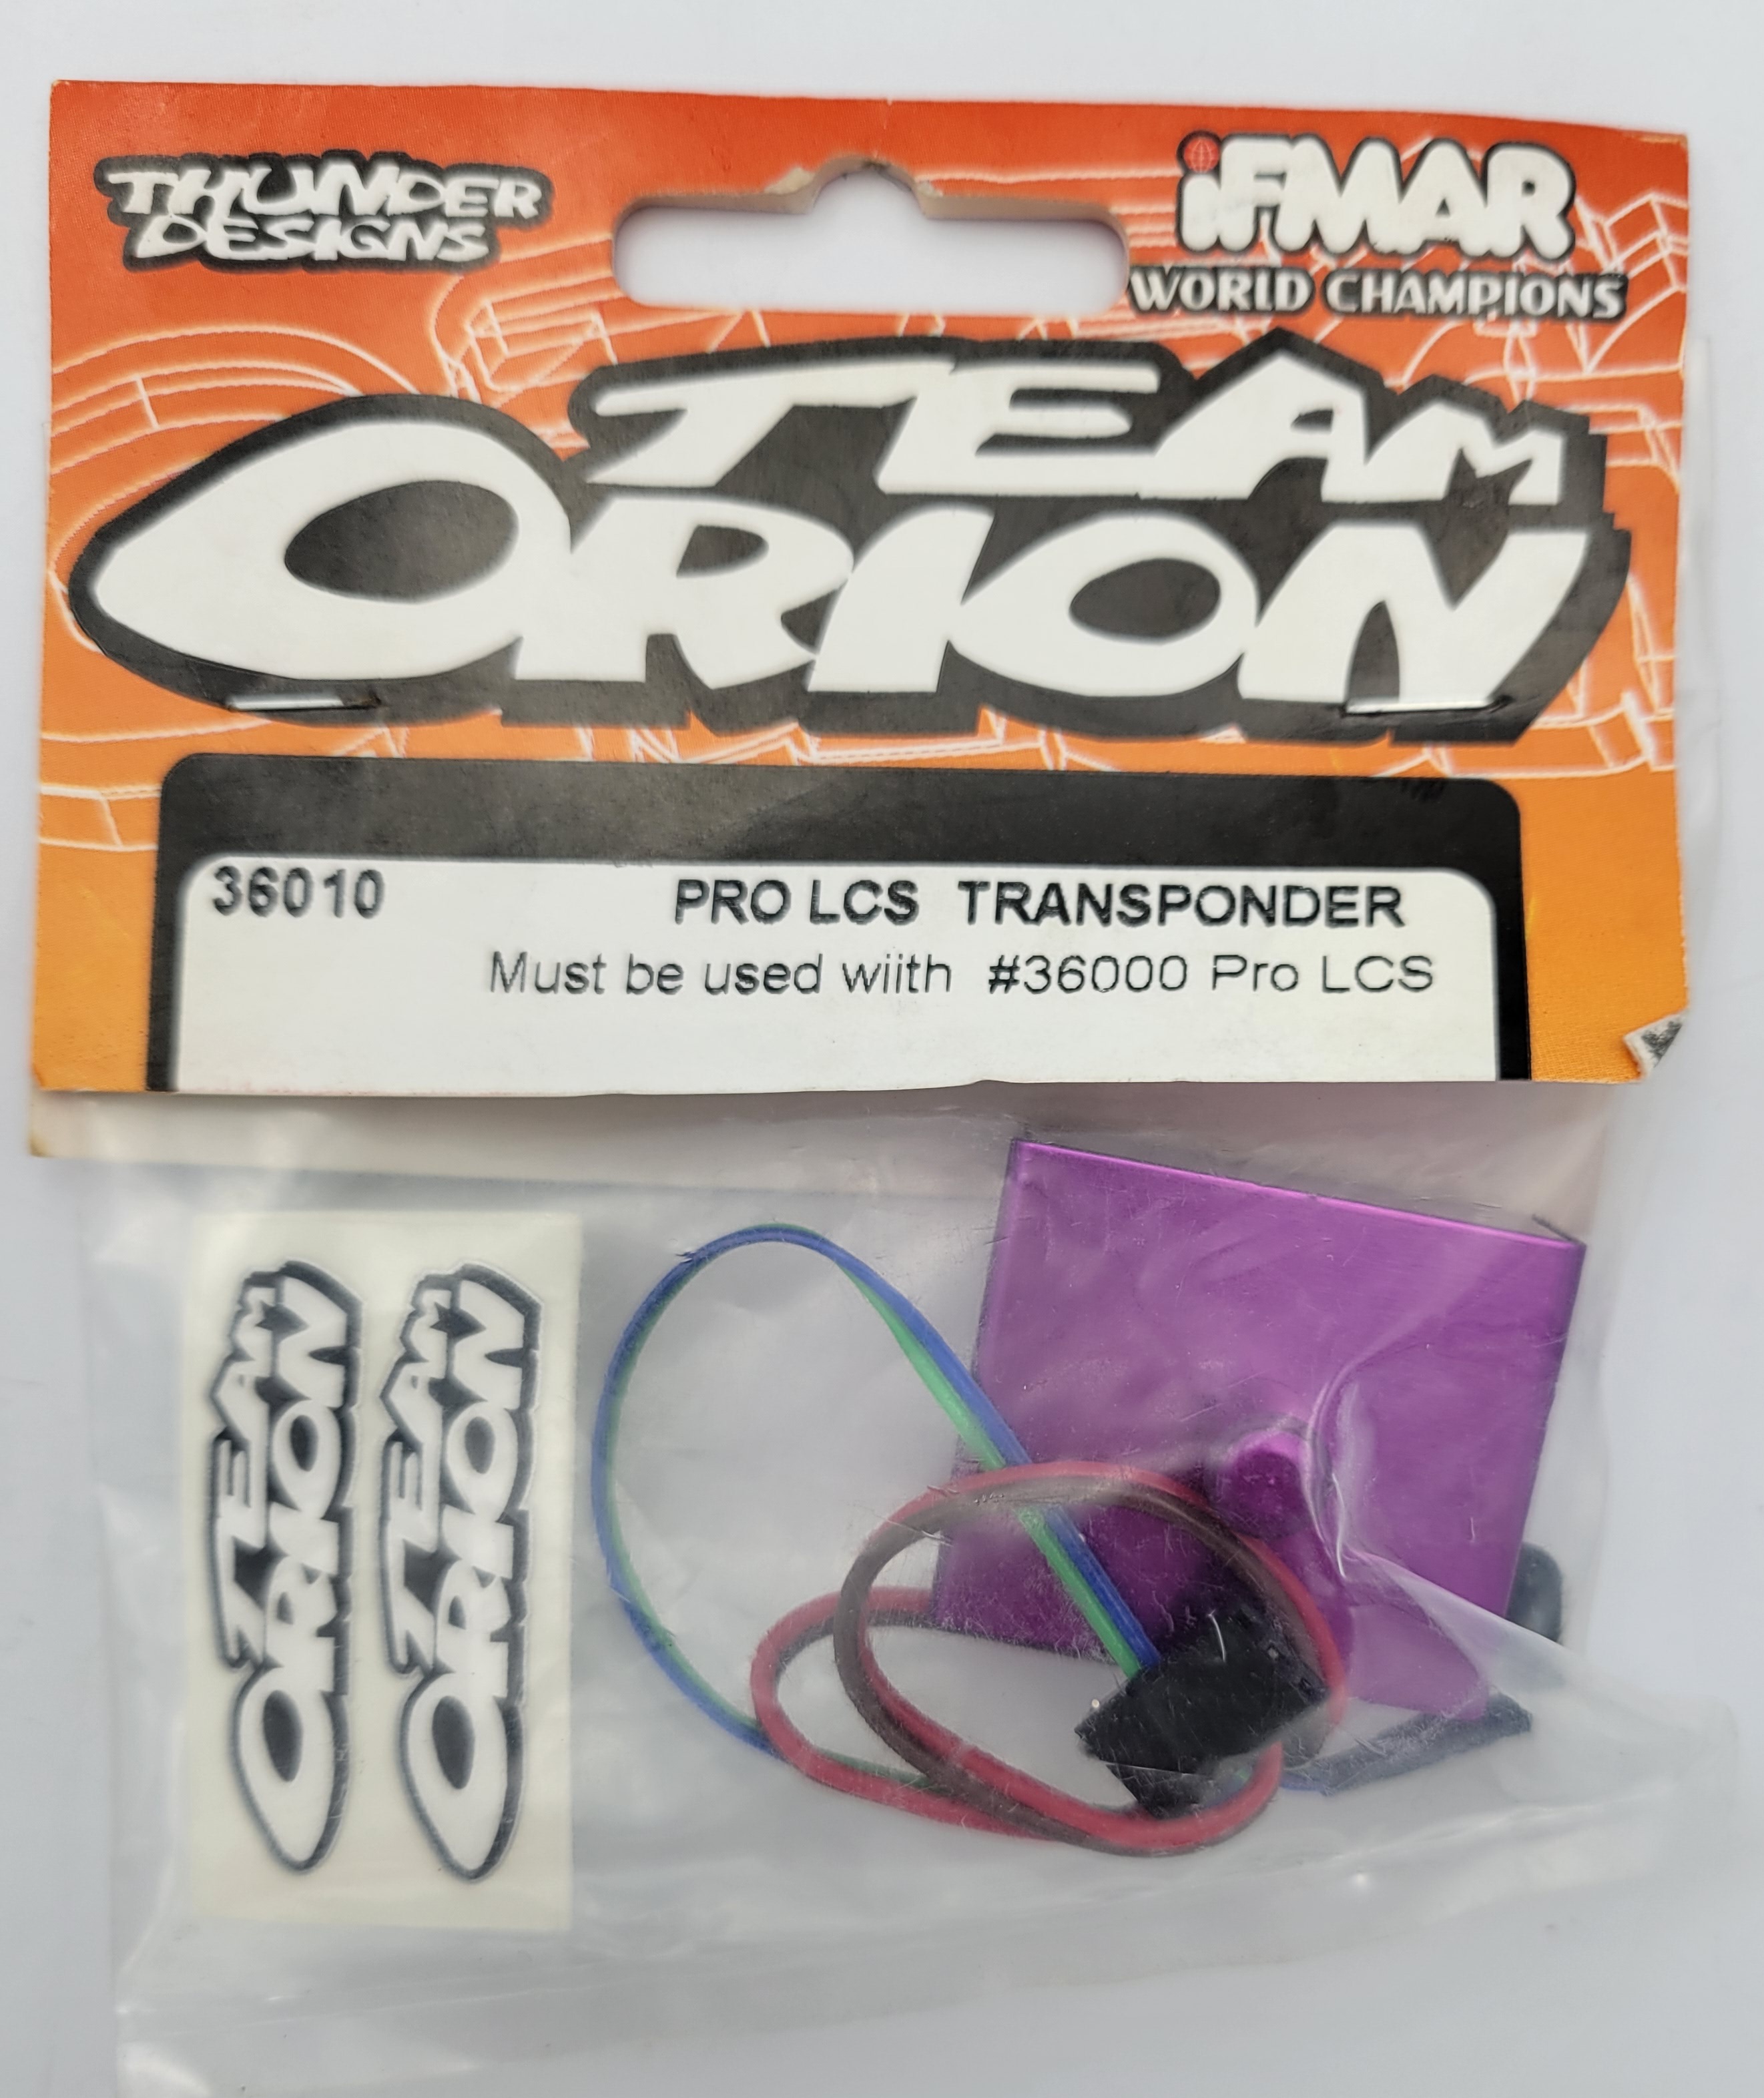 THUNDER
DESIGNS
iFMAR
WORLD CHAMPIONS
TEAM
ORION
36010 PRO LCS TRANSPONDER
Must be used wiith #36000 Pro LCS
TEAM
ORION
TEAM
ORION